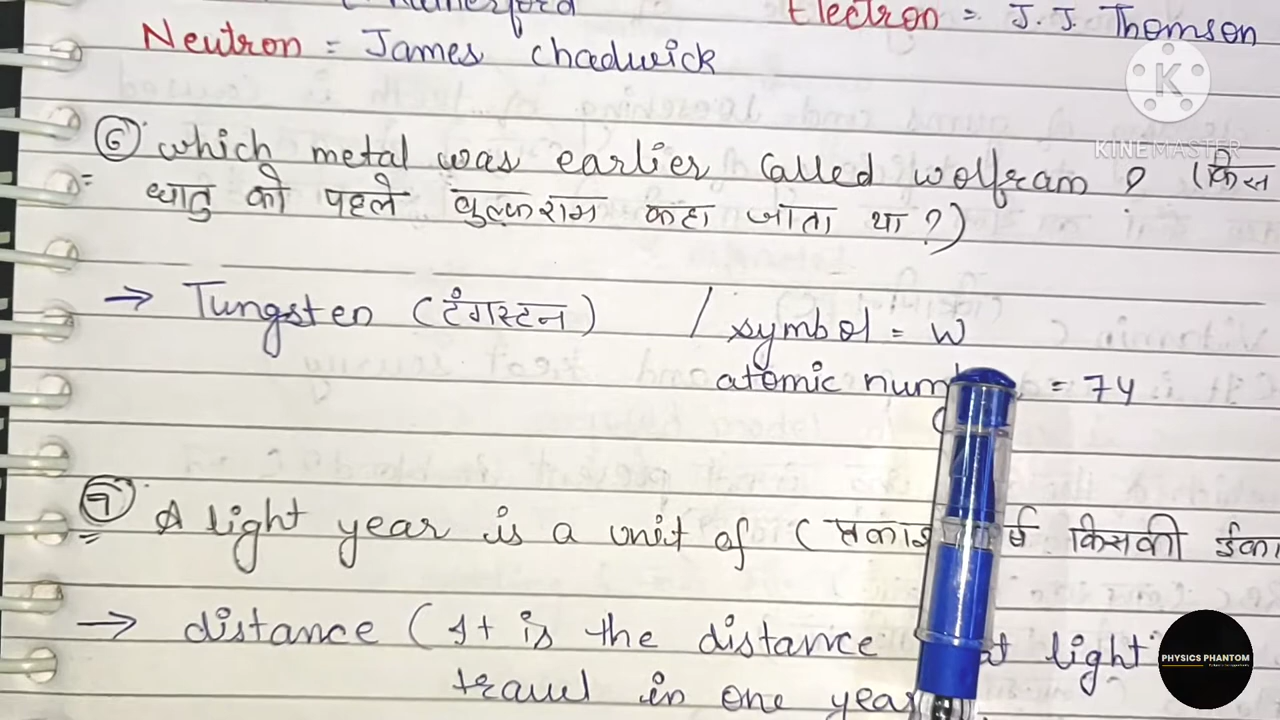 Electron = J.J. Thomson
Neutron = James chadwick
KINEMASTER
⑥ which metal was earlier called wolfram ? (किस
धातु को पहले वुल्फराम कहा जाता था?)
→ Tungsten (टंगस्टन) / symbol = W
atomic num = 74
⑦ A light year is a unit of ( किसकी ईका
→ distance (It is the distance light
travel in one year
PHYSICS PHANTOM